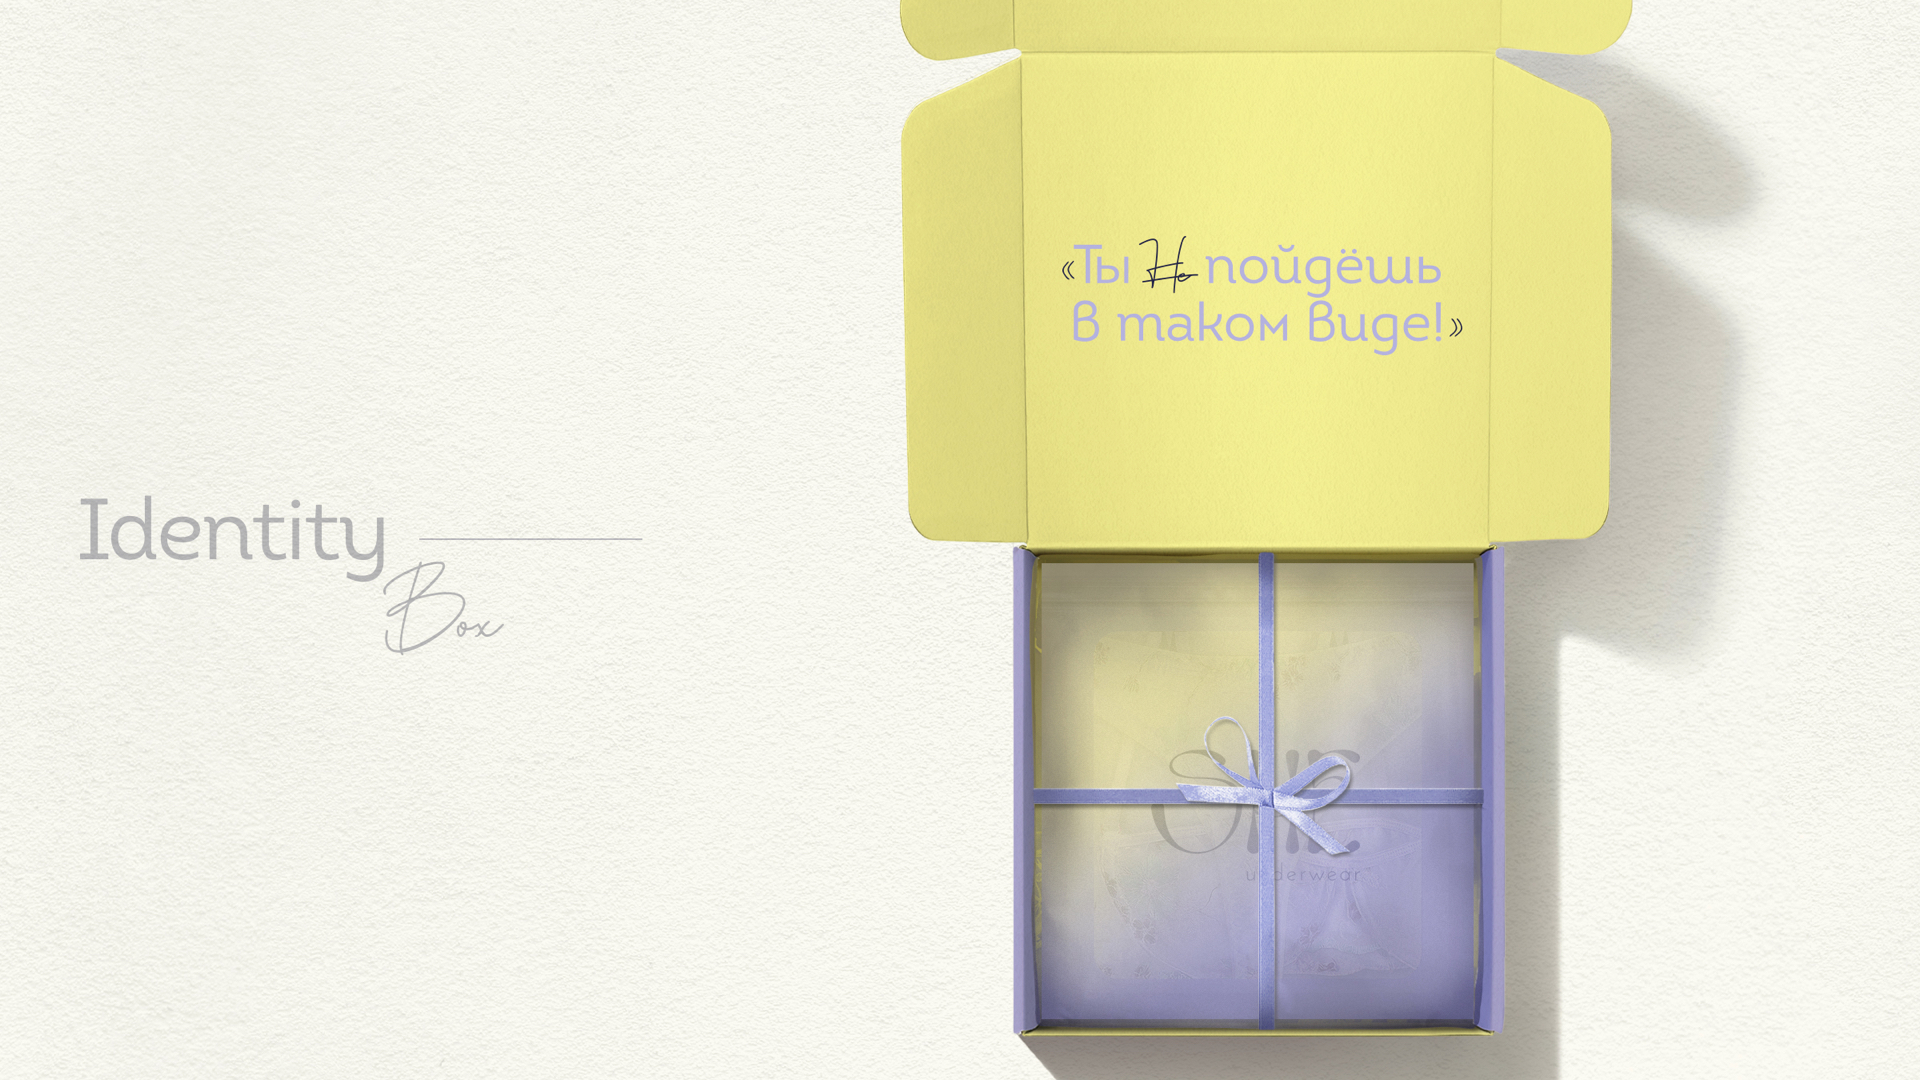 Identity
Box
«Ты не пойдёшь
в таком виде!»
underwear